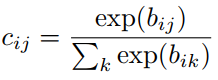 c_{ij} = \frac{\exp(b_{ij})}{\sum_k \exp(b_{ik})}